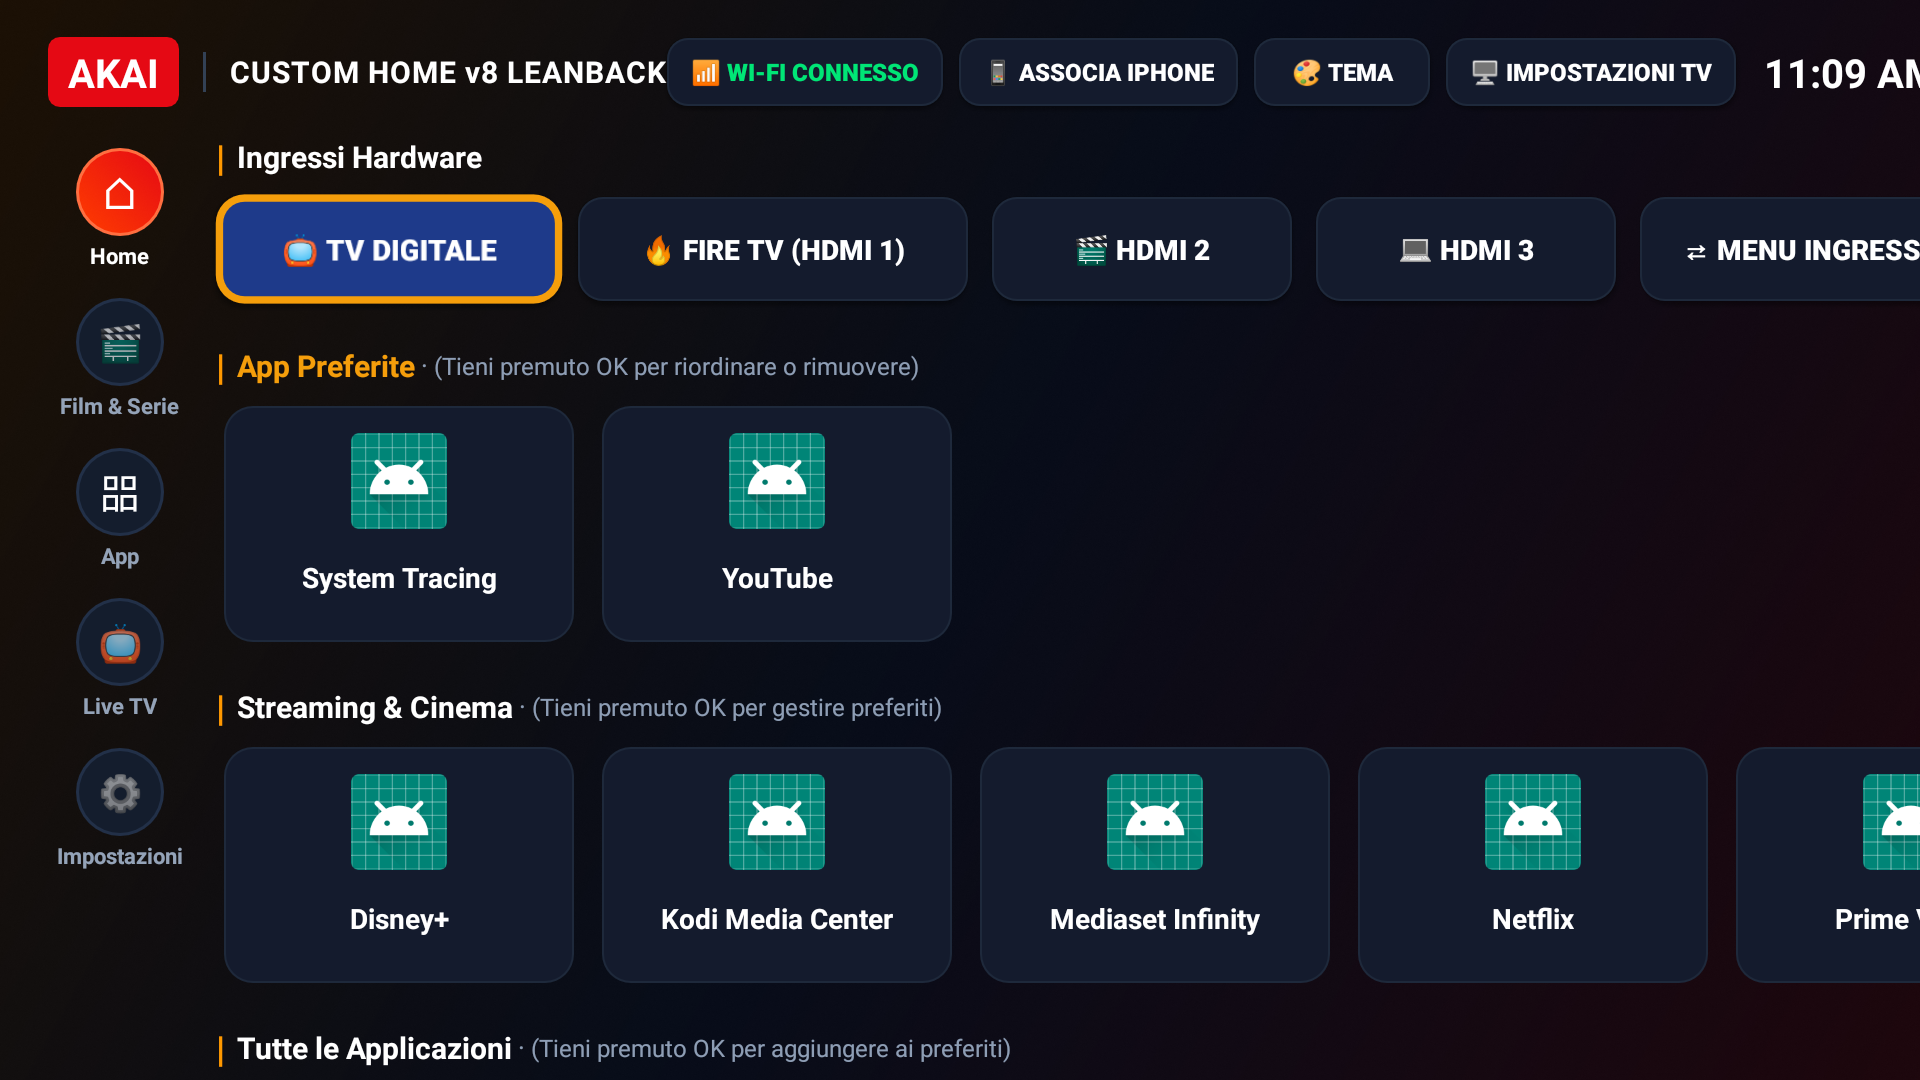 AKAI
CUSTOM HOME v8 LEANBACK
WI-FI CONNESSO
ASSOCIA IPHONE
TEMA
IMPOSTAZIONI TV
11:09 AM
Home
Film & Serie
App
Live TV
Impostazioni
Ingressi Hardware
TV DIGITALE
FIRE TV (HDMI 1)
HDMI 2
HDMI 3
MENU INGRESS
App Preferite · (Tieni premuto OK per riordinare o rimuovere)
System Tracing
YouTube
Streaming & Cinema · (Tieni premuto OK per gestire preferiti)
Disney+
Kodi Media Center
Mediaset Infinity
Netflix
Prime
Tutte le Applicazioni · (Tieni premuto OK per aggiungere ai preferiti)